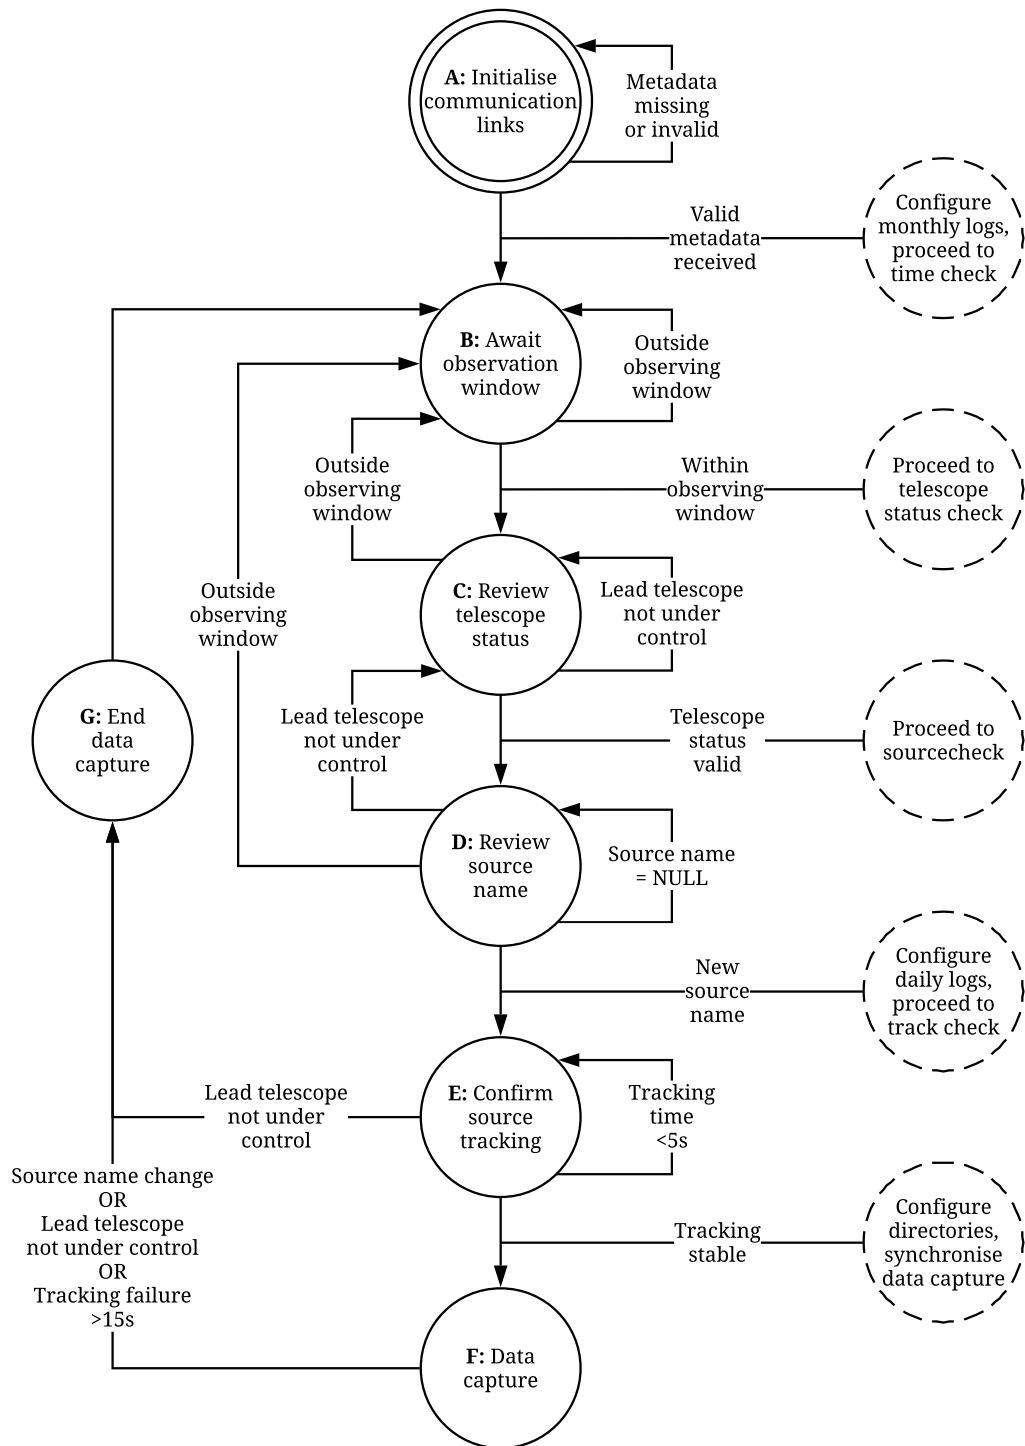 A: Initialise
communication
links
Metadata
missing
or invalid
Valid
metadata
received
Configure
monthly logs,
proceed to
time check
B: Await
observation
window
Outside
observing
window
Outside
observing
window
Within
observing
window
Proceed to
telescope
status check
Outside
observing
window
C: Review
telescope
status
Lead telescope
not under
control
G: End
data
capture
Lead telescope
not under
control
Telescope
status
valid
Proceed to
sourcecheck
D: Review
source
name
Source name
= NULL
New
source
name
Configure
daily logs,
proceed to
track check
Lead telescope
not under
control
E: Confirm
source
tracking
Tracking
time
<5s
Source name change
OR
Lead telescope
not under control
OR
Tracking failure
>15s
Tracking
stable
Configure
directories,
synchronise
data capture
F: Data
capture